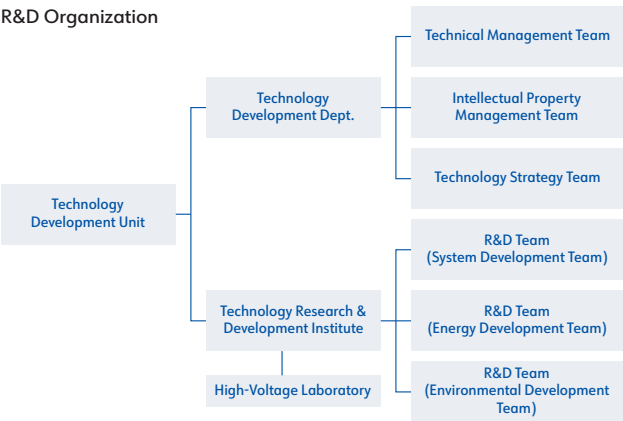 R&D Organization
Technology
Development Unit
Technology
Development Dept.
Technical Management Team
Intellectual Property
Management Team
Technology Strategy Team
Technology Research &
Development Institute
High-Voltage Laboratory
R&D Team
(System Development Team)
R&D Team
(Energy Development Team)
R&D Team
(Environmental Development
Team)